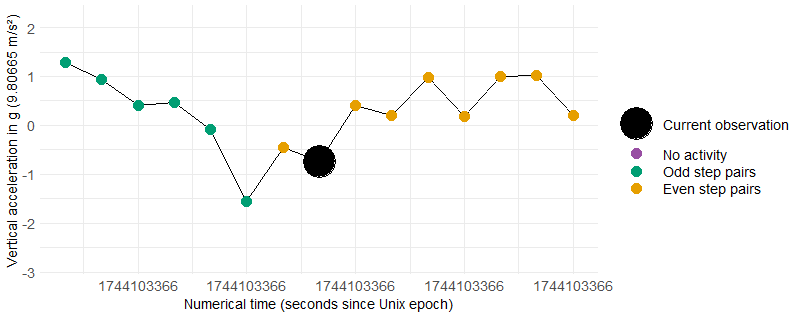 Vertical acceleration in g (9.80665 m/s²)
2
1
0
-1
-2
-3
1744103366 1744103366 1744103366 1744103366 1744103366
Numerical time (seconds since Unix epoch)
Current observation
No activity
Odd step pairs
Even step pairs